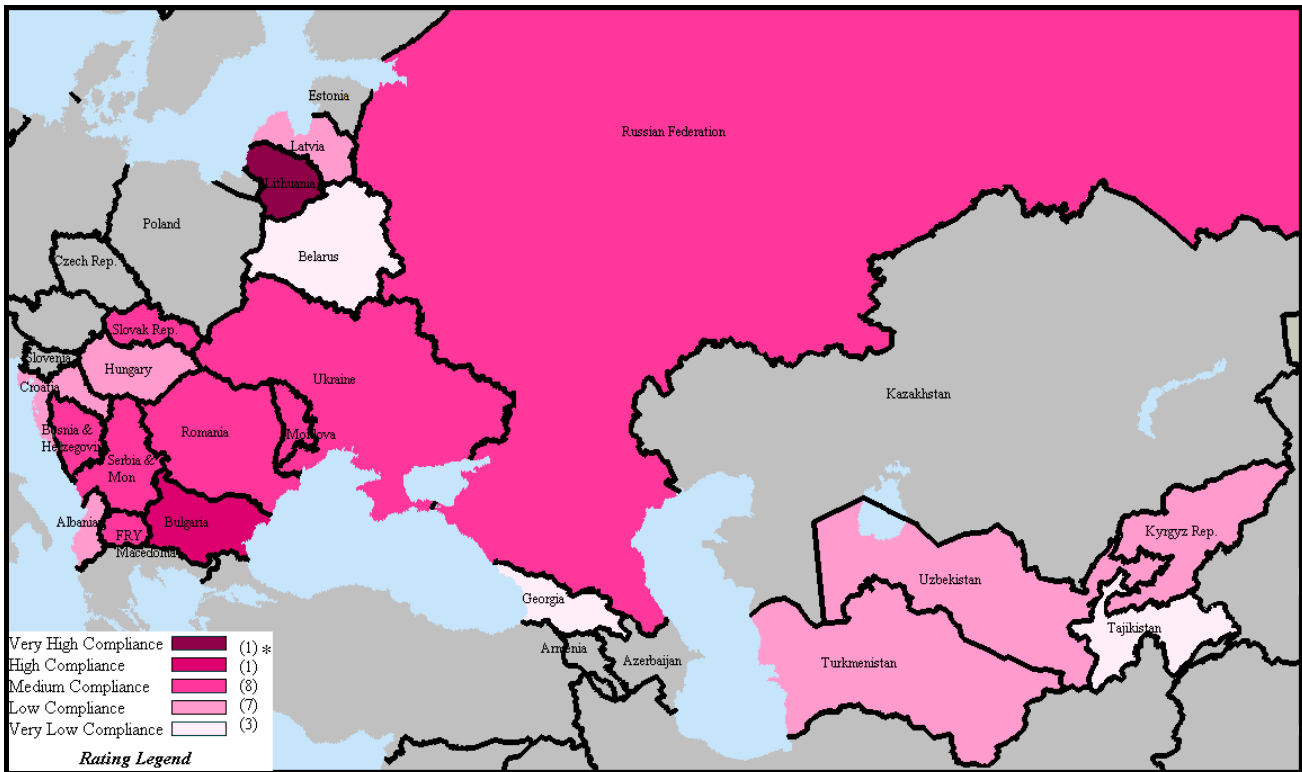 Estonia
Russian Federation
Latvia
Lithuania
Poland
Belarus
Czech Rep.
Slovak Rep.
Slovenia
Hungary
Croatia
Ukraine
Kazakhstan
Bosnia &
Herzegovin
Romania
Moldova
Serbia &
Mon
Albania
Bulgaria
FRY
Macedonia
Kyrgyz Rep.
Uzbekistan
Georgia
Tajikistan
Armenia
Azerbaijan
Turkmenistan
Very High Compliance (1) *
High Compliance (1)
Medium Compliance (8)
Low Compliance (7)
Very Low Compliance (3)
Rating Legend